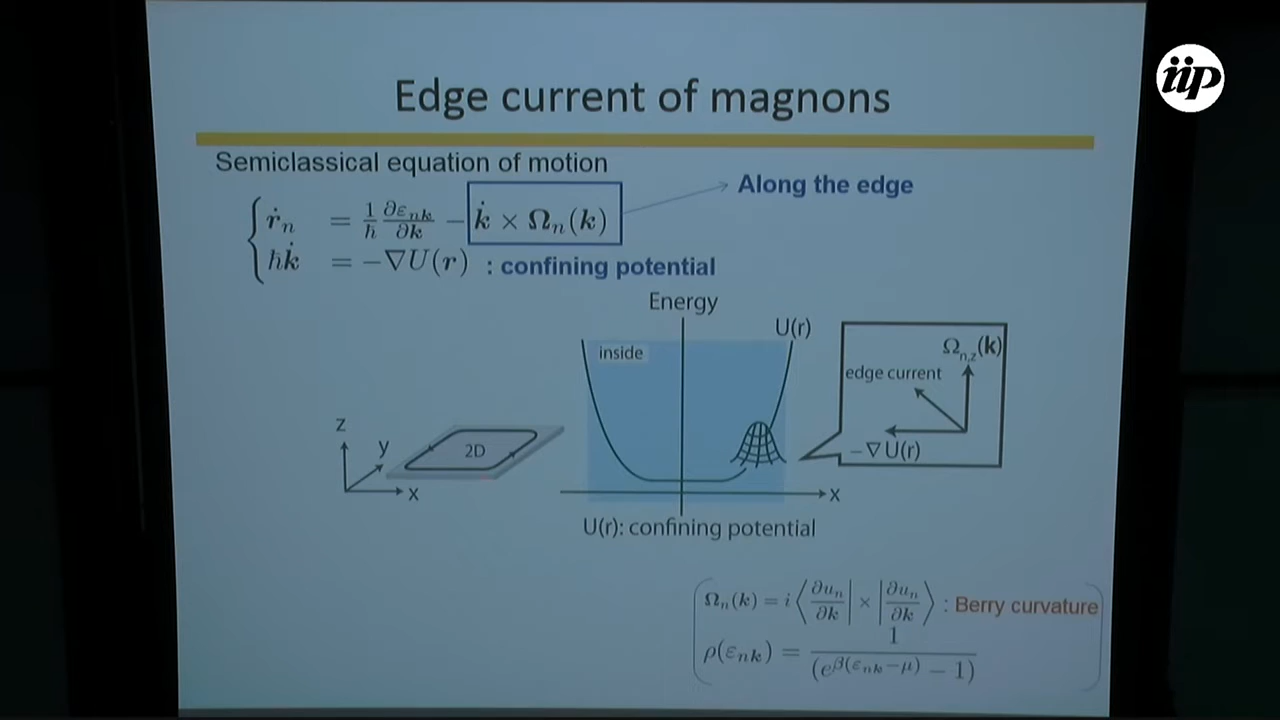 iip
Edge current of magnons
Semiclassical equation of motion
Along the edge
ṙₙ = 1/ħ ∂εₙₖ/∂k − k̇ × Ωₙ(k)
ħk̇ = −∇U(r) : confining potential
Energy
U(r)
inside
Ωn,z(k)
edge current
−∇U(r)
z
y
2D
x
x
U(r): confining potential
Ωₙ(k) = i⟨∂uₙ/∂k| × |∂uₙ/∂k⟩ : Berry curvature
ρ(εₙₖ) = 1/(e^β(εₙₖ−μ) − 1)